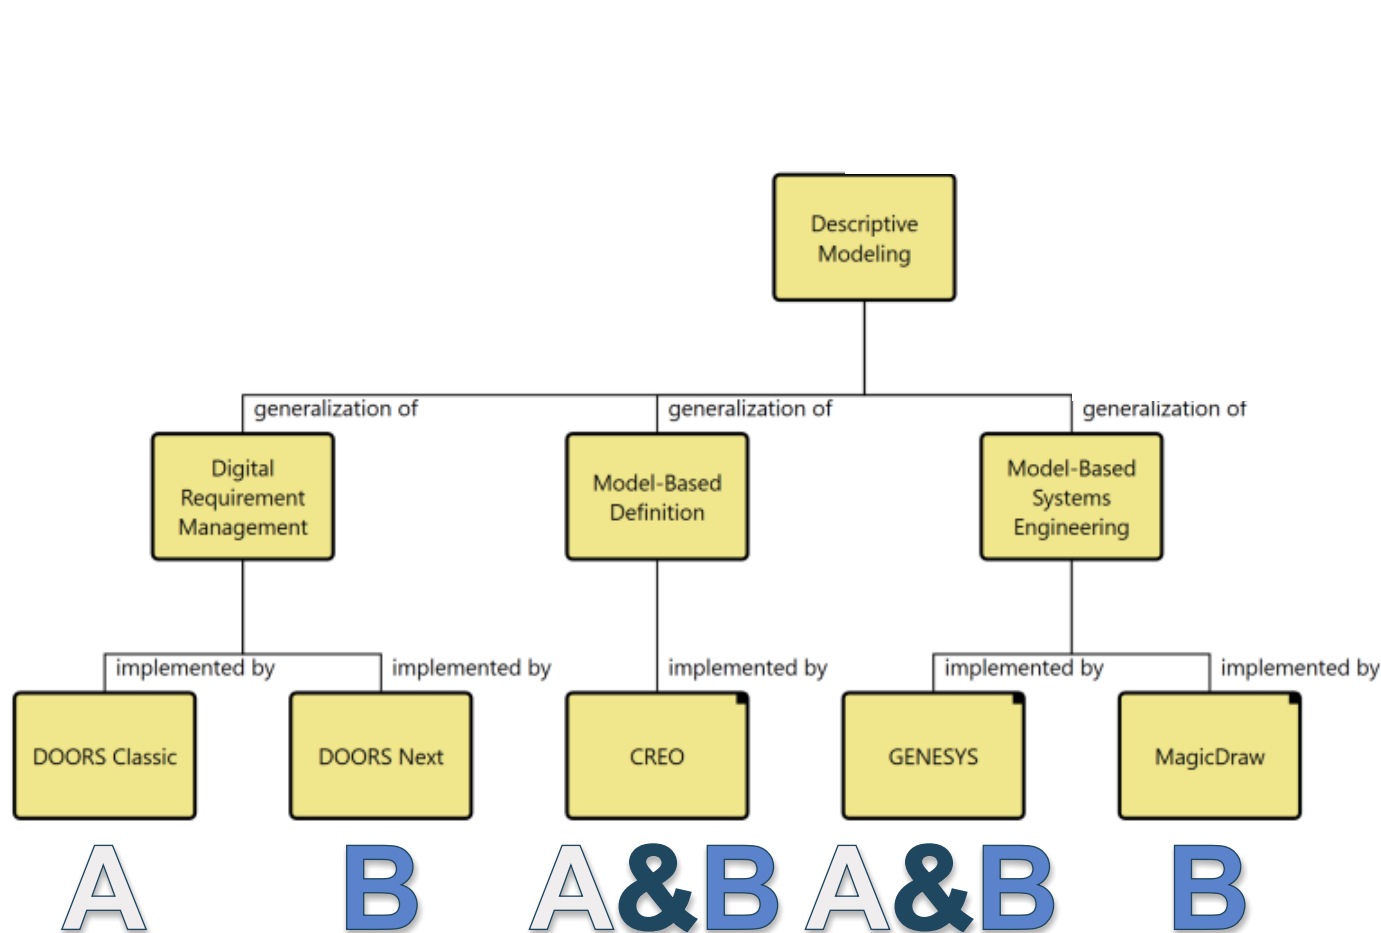 Descriptive
Modeling
generalization of
generalization of
generalization of
Digital
Requirement
Management
Model-Based
Definition
Model-Based
Systems
Engineering
implemented by
implemented by
implemented by
implemented by
implemented by
DOORS Classic
DOORS Next
CREO
GENESYS
MagicDraw
A
B
A&B
A&B
B